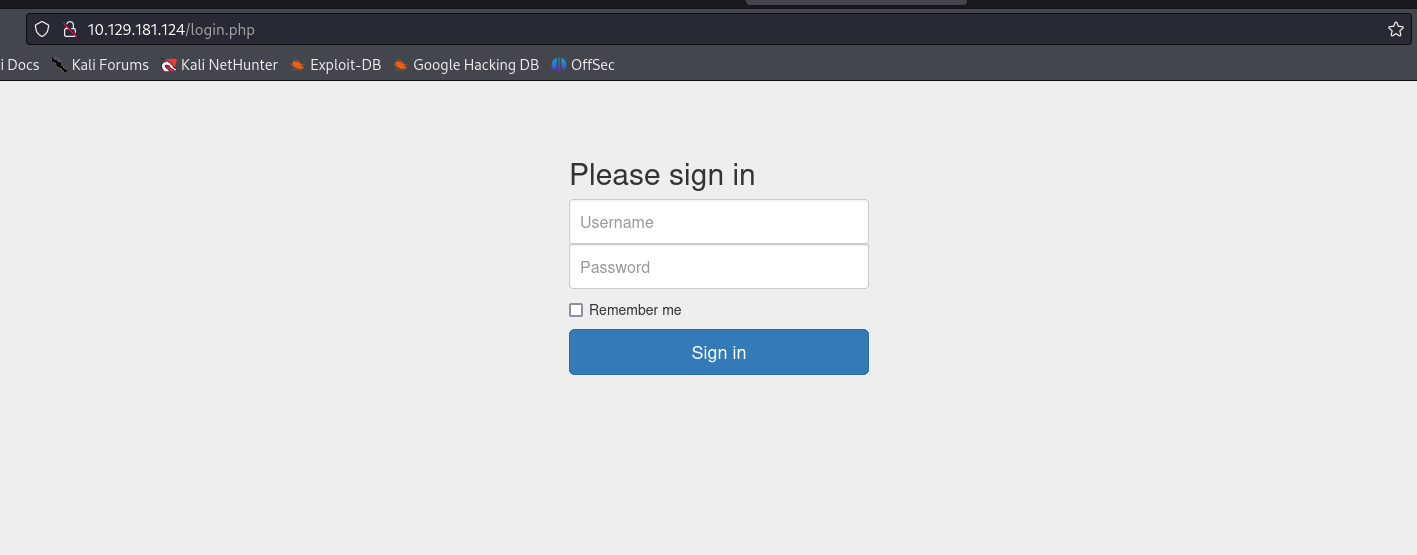 10.129.181.124/login.php
i Docs Kali Forums Kali NetHunter Exploit-DB Google Hacking DB OffSec
Please sign in
Username
Password
Remember me
Sign in